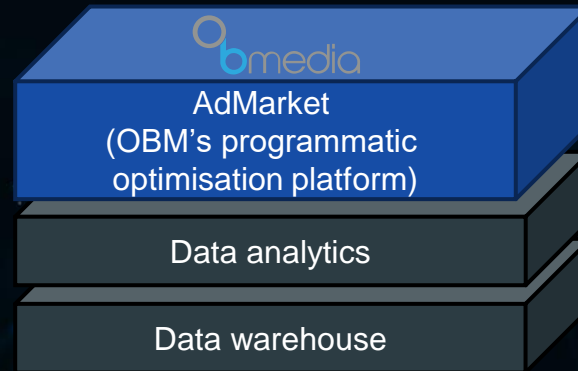 Obmedia
AdMarket
(OBM's programmatic
optimisation platform)
Data analytics
Data warehouse